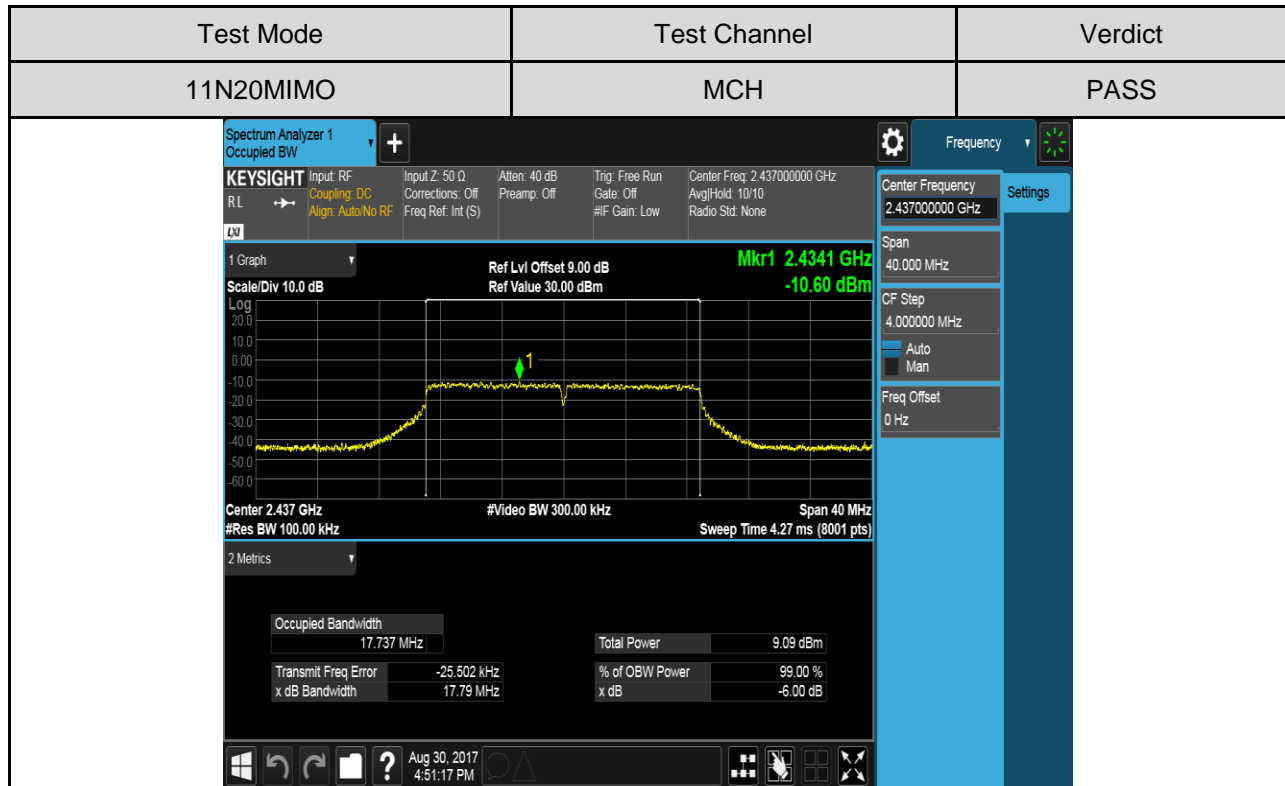 Test Mode Test Channel Verdict
11N20MIMO MCH PASS
Spectrum Analyzer 1
Occupied BW
+
Frequency
KEYSIGHT Input: RF Input Z: 50 Ω Atten: 40 dB Trig: Free Run Center Freq: 2.437000000 GHz
RL Coupling: DC Corrections: Off Preamp: Off Gate: Off Avg|Hold: 10/10
Align: Auto/No RF Freq Ref: Int (S) #IF Gain: Low Radio Std: None
LXI
Center Frequency
2.437000000 GHz
Settings
Span
40.000 MHz
CF Step
4.000000 MHz
Auto
Man
Freq Offset
0 Hz
1 Graph Ref Lvl Offset 9.00 dB Mkr1 2.4341 GHz
Scale/Div 10.0 dB Ref Value 30.00 dBm -10.60 dBm
Log
20.0
10.0
0.00
-10.0
-20.0
-30.0
-40.0
-50.0
-60.0
1
Center 2.437 GHz #Video BW 300.00 kHz Span 40 MHz
#Res BW 100.00 kHz Sweep Time 4.27 ms (8001 pts)
2 Metrics
Occupied Bandwidth
17.737 MHz Total Power 9.09 dBm
Transmit Freq Error -25.502 kHz % of OBW Power 99.00 %
x dB Bandwidth 17.79 MHz x dB -6.00 dB
? Aug 30, 2017
4:51:17 PM